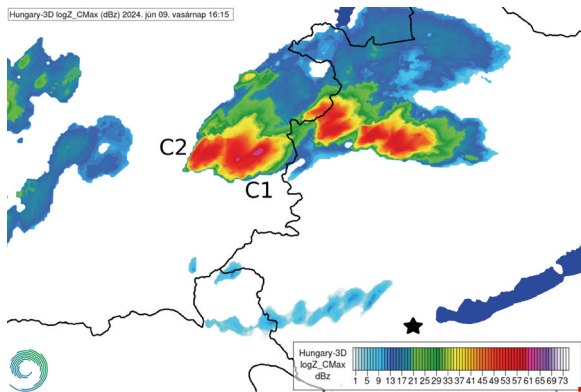 Hungary-3D logZ_CMax (dBz) 2024. jún 09. vasárnap 16:15
C2
C1
Hungary-3D
logZ_CMax
dBz
1 5 9 13 17 21 25 29 33 37 41 45 49 53 57 61 65 69 73